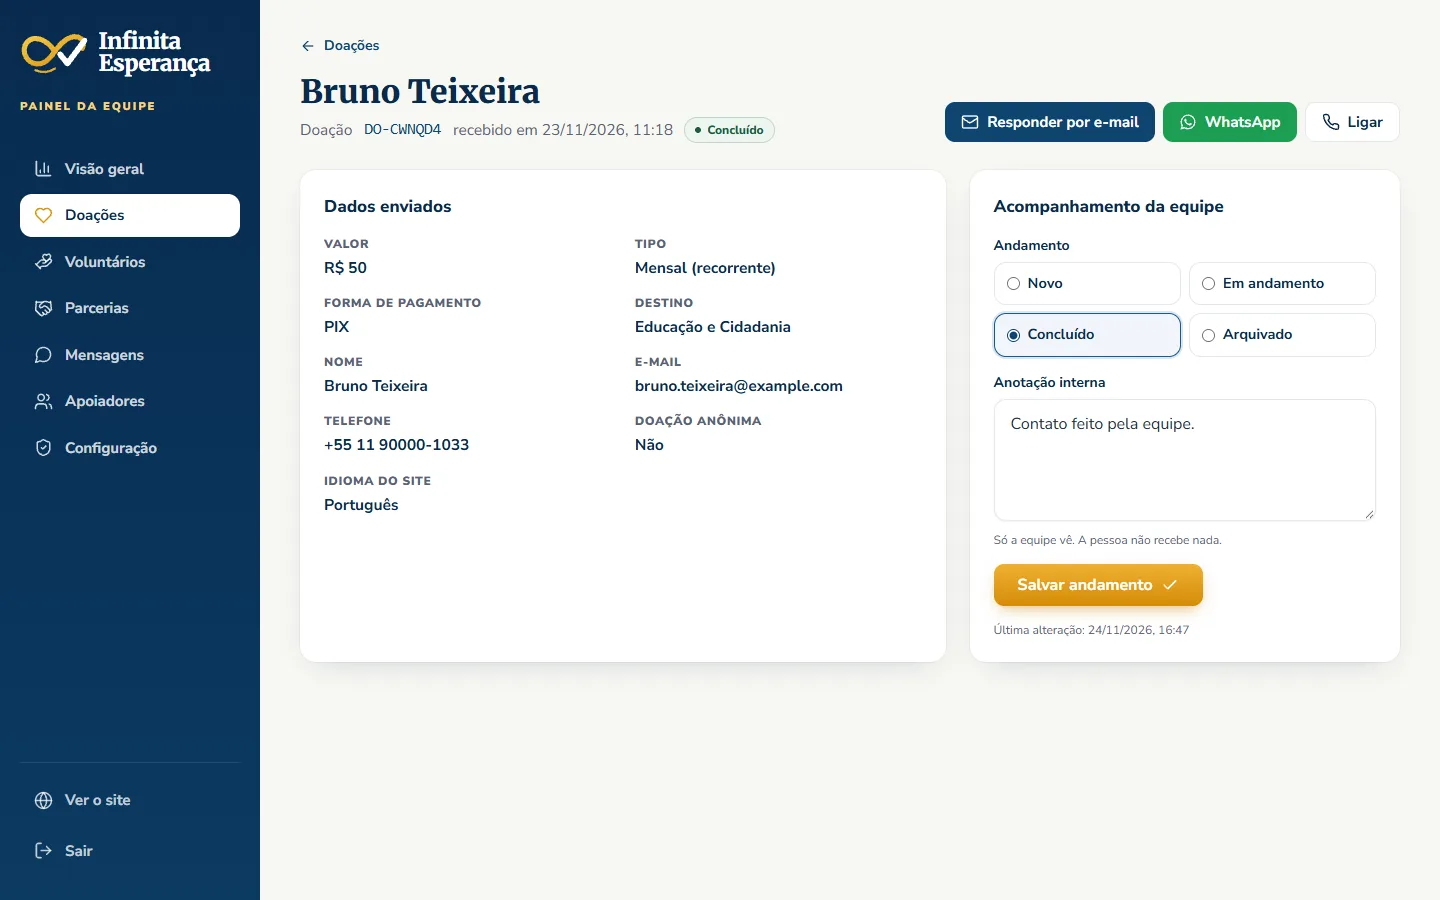 Infinita
Esperança
PAINEL DA EQUIPE
Visão geral
Doações
Voluntários
Parcerias
Mensagens
Apoiadores
Configuração
Ver o site
Sair
Doações
Bruno Teixeira
Doação DO-CWNQD4 recebido em 23/11/2026, 11:18 Concluído
Responder por e-mail
WhatsApp
Ligar
Dados enviados
VALOR
R$ 50
TIPO
Mensal (recorrente)
FORMA DE PAGAMENTO
PIX
DESTINO
Educação e Cidadania
NOME
Bruno Teixeira
E-MAIL
bruno.teixeira@example.com
TELEFONE
+55 11 90000-1033
DOAÇÃO ANÔNIMA
Não
IDIOMA DO SITE
Português
Acompanhamento da equipe
Andamento
Novo
Em andamento
Concluído
Arquivado
Anotação interna
Contato feito pela equipe.
Só a equipe vê. A pessoa não recebe nada.
Salvar andamento
Última alteração: 24/11/2026, 16:47